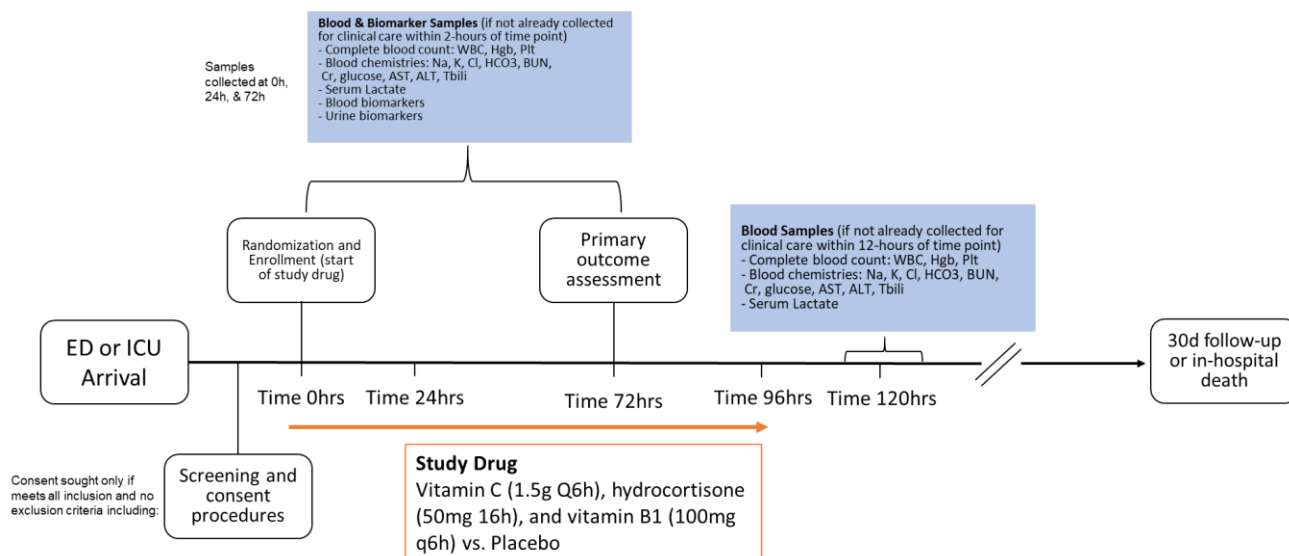 Blood & Biomarker Samples (if not already collected
for clinical care within 2-hours of time point)
- Complete blood count: WBC, Hgb, Plt
- Blood chemistries: Na, K, Cl, HCO3, BUN,
Cr, glucose, AST, ALT, Tbili
- Serum Lactate
- Blood biomarkers
- Urine biomarkers
Samples
collected at 0h,
24h, & 72h
Randomization and
Enrollment (start
of study drug)
Primary
outcome
assessment
Blood Samples (if not already collected for
clinical care within 12-hours of time point)
- Complete blood count: WBC, Hgb, Plt
- Blood chemistries: Na, K, Cl, HCO3, BUN,
Cr, glucose, AST, ALT, Tbili
- Serum Lactate
ED or ICU
Arrival
30d follow-up
or in-hospital
death
Time 0hrs
Time 24hrs
Time 72hrs
Time 96hrs
Time 120hrs
Consent sought only if
meets all inclusion and no
exclusion criteria including:
Screening and
consent
procedures
Study Drug
Vitamin C (1.5g Q6h), hydrocortisone
(50mg 16h), and vitamin B1 (100mg
q6h) vs. Placebo